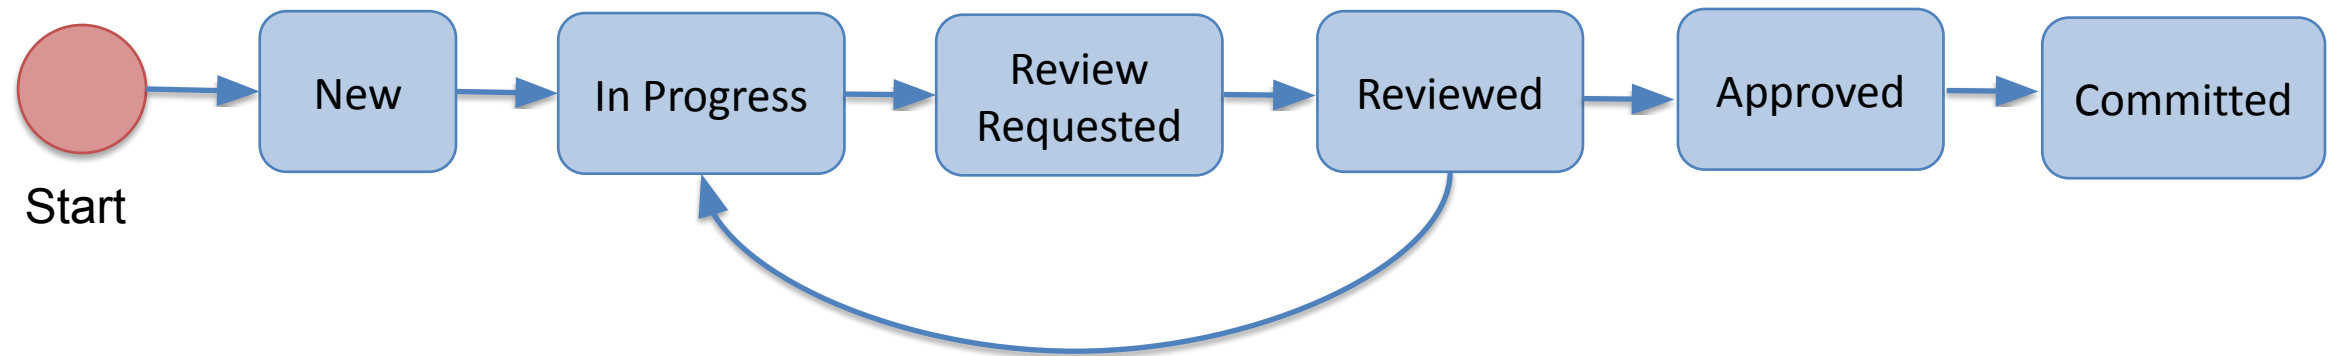 New
In Progress
Review
Requested
Reviewed
Approved
Committed
Start